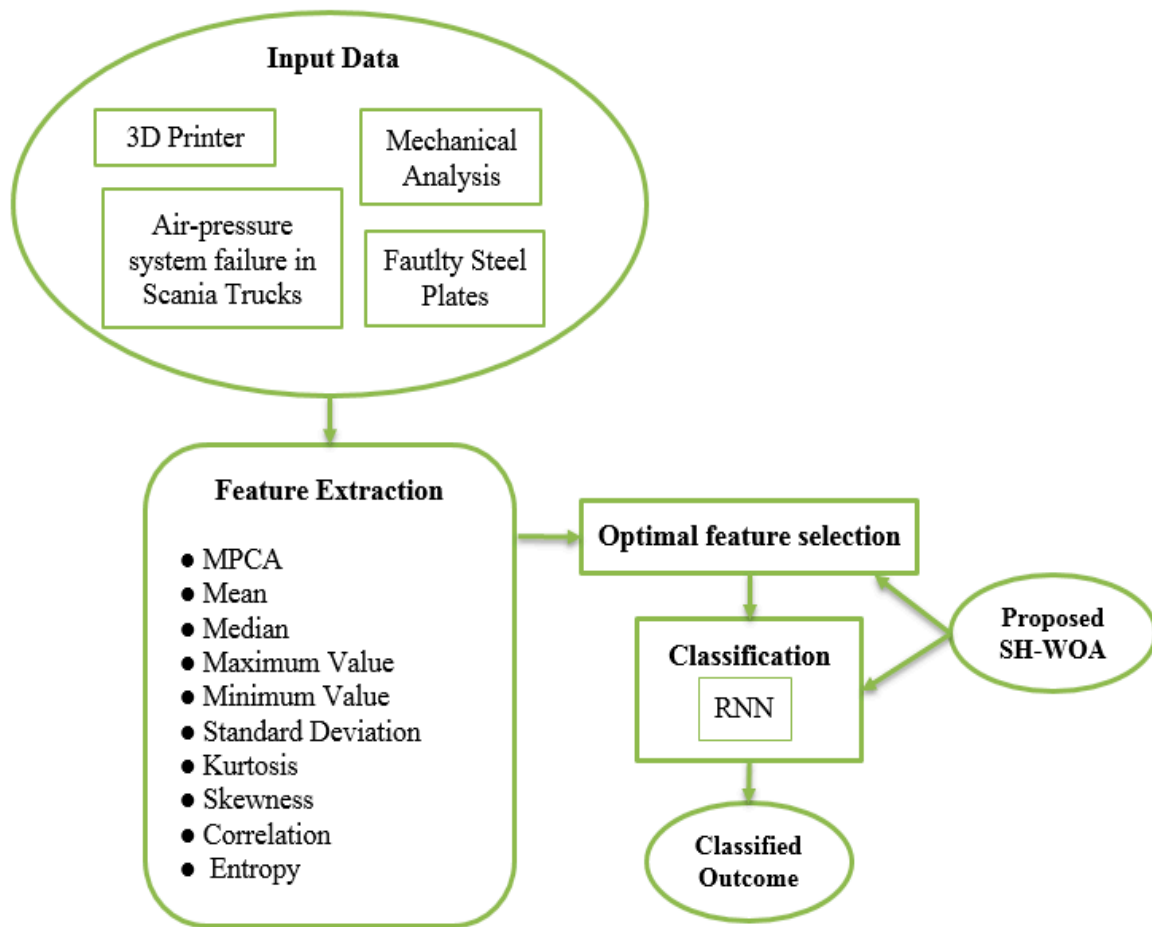 Input Data
3D Printer
Mechanical
Analysis
Air-pressure
system failure in
Scania Trucks
Fautlty Steel
Plates
Feature Extraction
● MPCA
● Mean
● Median
● Maximum Value
● Minimum Value
● Standard Deviation
● Kurtosis
● Skewness
● Correlation
● Entropy
Optimal feature selection
Classification
RNN
Proposed
SH-WOA
Classified
Outcome